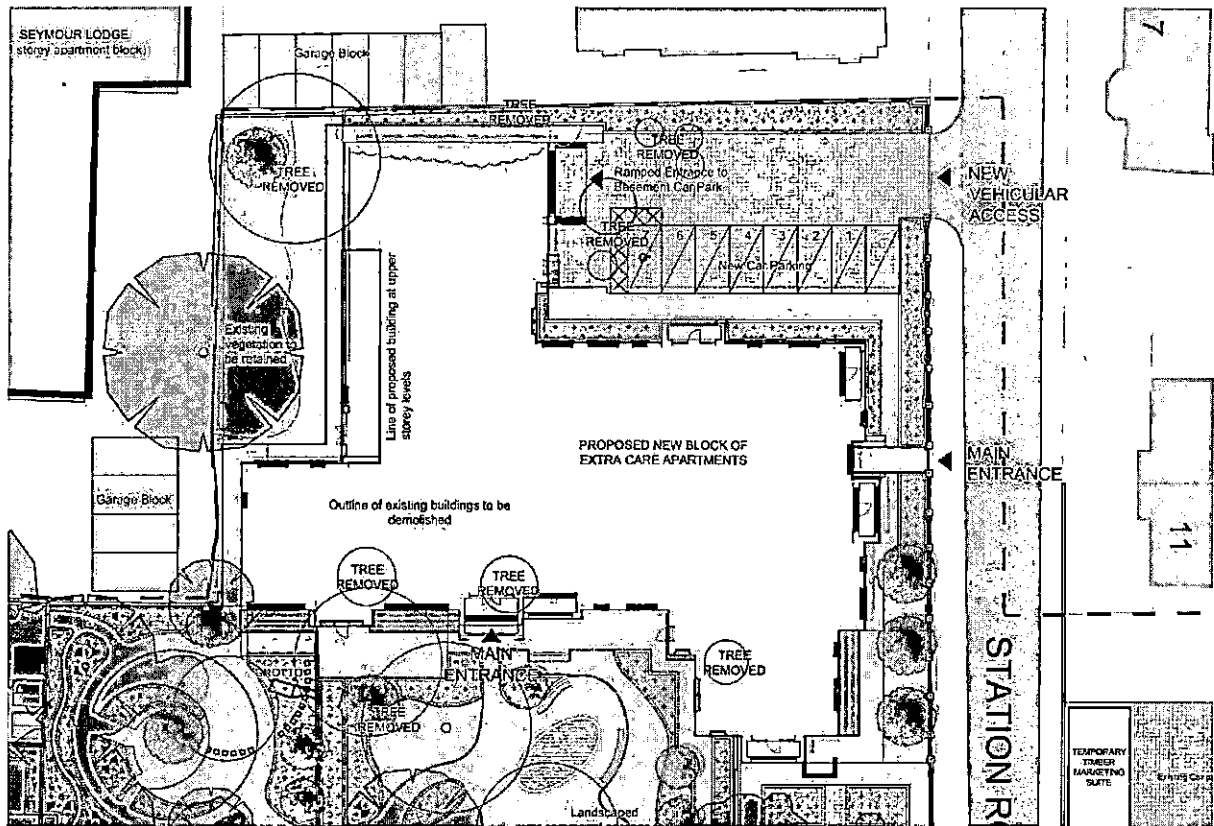 SEYMOUR LODGE
storey apartment block)
Garage Block
TREE
REMOVED
TREE
REMOVED
TREE
REMOVED
Ramped Entrance to
Basement Car Park
NEW
VEHICULAR
ACCESS
7
TREE
REMOVED
7 6 5 4 3 2 1
New Car Parking
Existing
vegetation to
be retained
Line of proposed building at upper
storey levels
PROPOSED NEW BLOCK OF
EXTRA CARE APARTMENTS
MAIN
ENTRANCE
Garage Block
Outline of existing buildings to be
demolished
11
TREE
REMOVED
TREE
REMOVED
MAIN
ENTRANCE
TREE
REMOVED
GROTTO
TREE
REMOVED
STATION R
TEMPORARY
TIMBER
MARKETING
SUITE
Landscaped